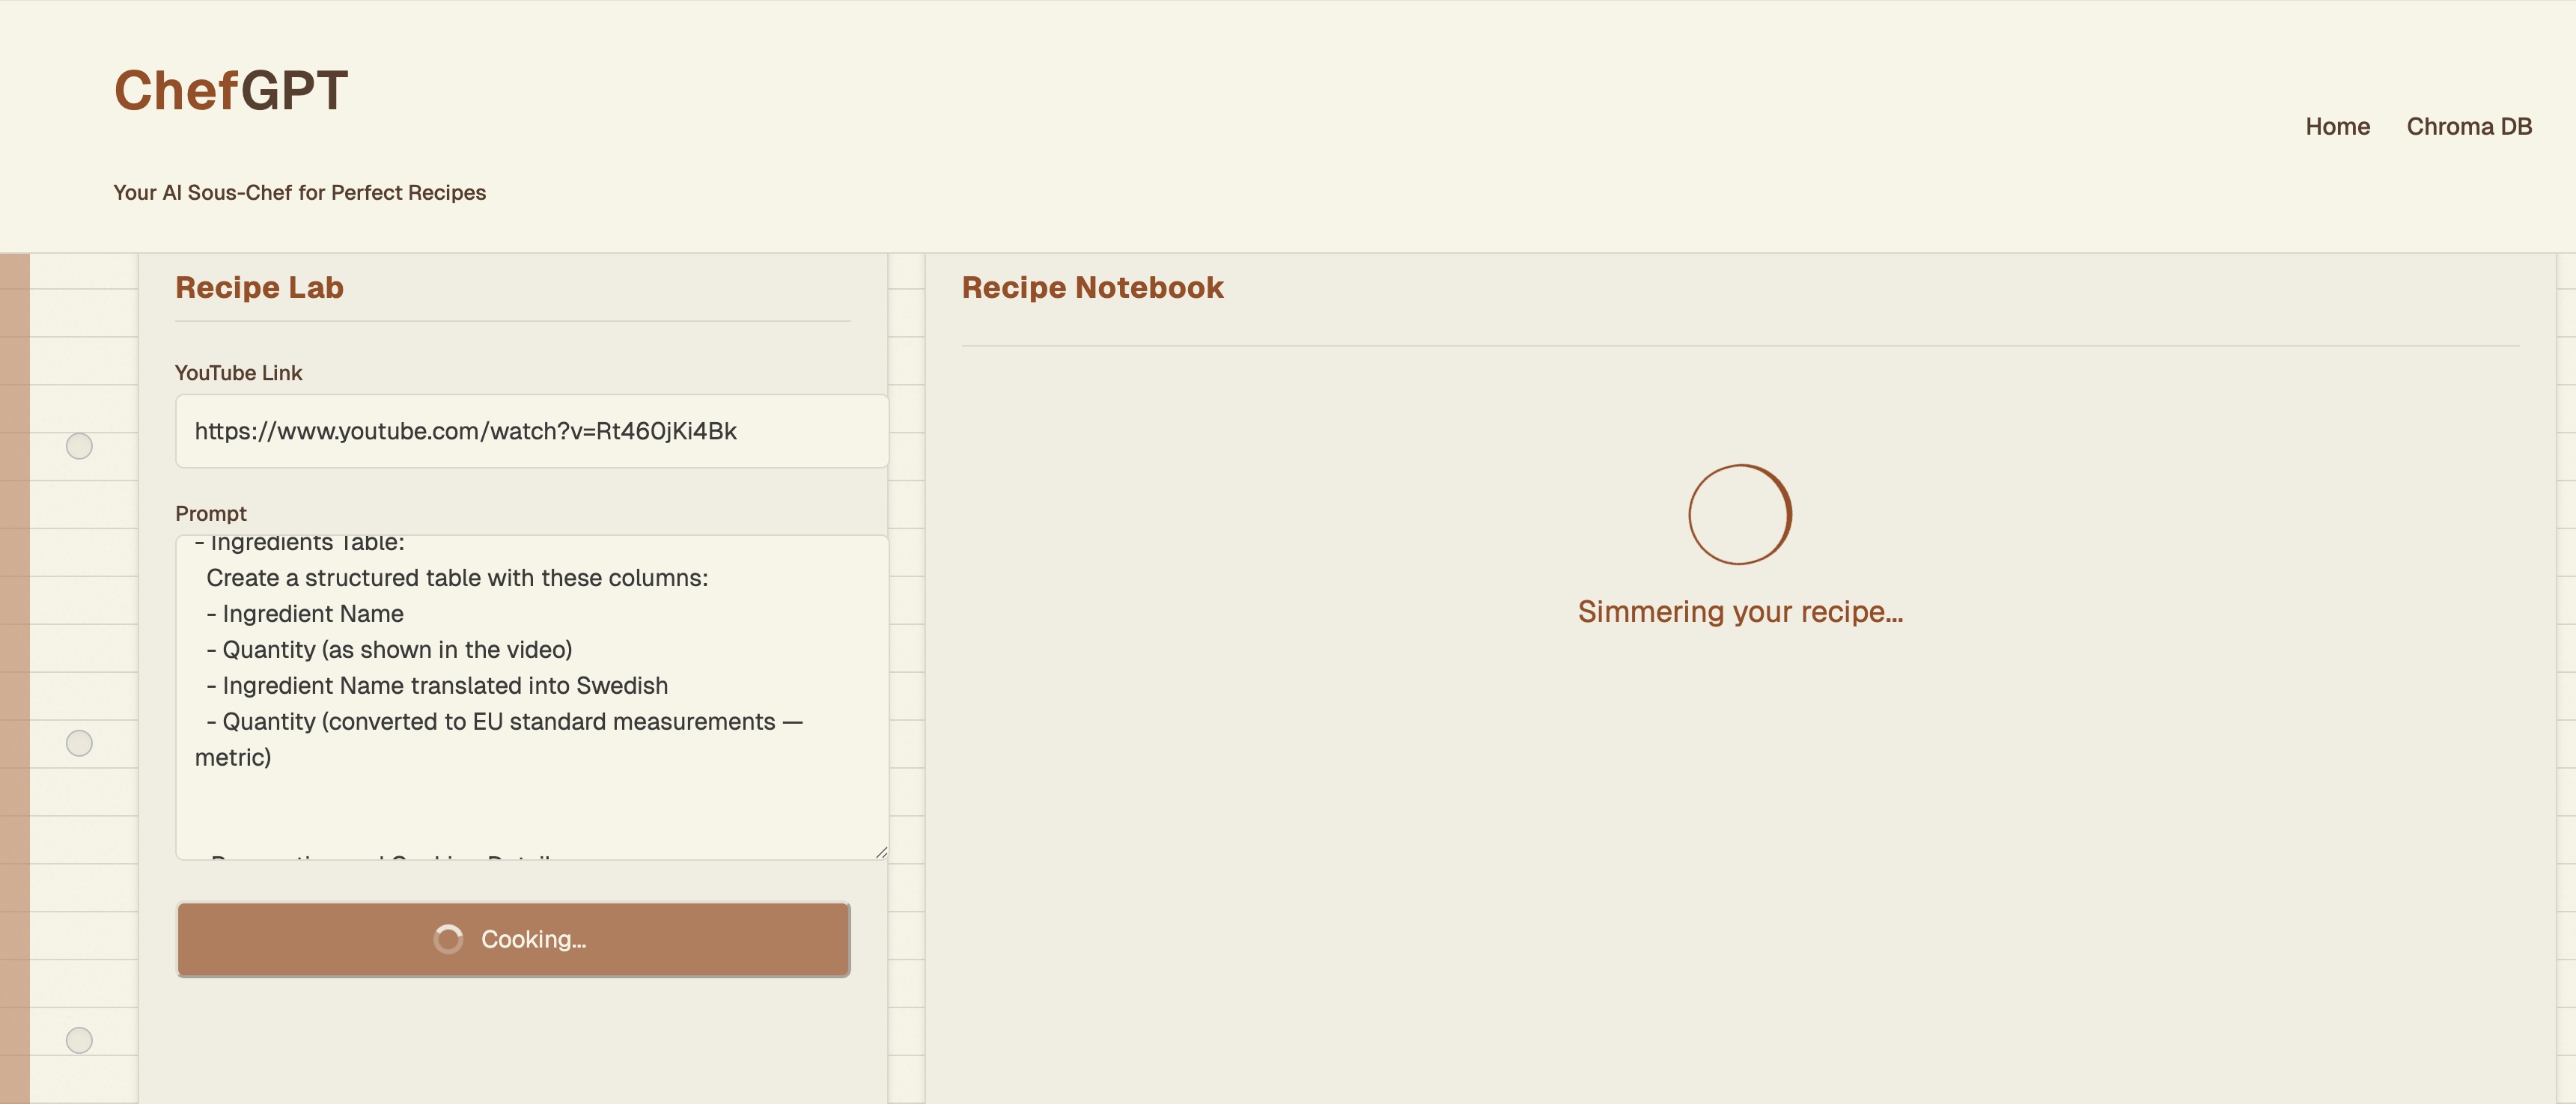 ChefGPT
Home Chroma DB
Your AI Sous-Chef for Perfect Recipes
Recipe Lab
YouTube Link
https://www.youtube.com/watch?v=Rt460jKi4Bk
Prompt
- Ingredients Table:
Create a structured table with these columns:
- Ingredient Name
- Quantity (as shown in the video)
- Ingredient Name translated into Swedish
- Quantity (converted to EU standard measurements —
metric)
Cooking...
Recipe Notebook
Simmering your recipe...